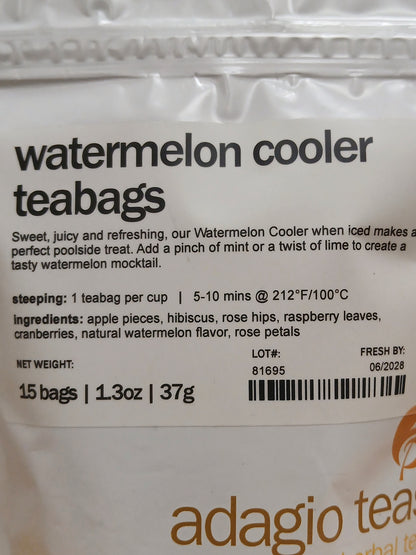 watermelon cooler
teabags
Sweet, juicy and refreshing, our Watermelon Cooler when iced makes a
perfect poolside treat. Add a pinch of mint or a twist of lime to create a
tasty watermelon mocktail.
steeping: 1 teabag per cup | 5-10 mins @ 212°F/100°C
ingredients: apple pieces, hibiscus, rose hips, raspberry leaves,
cranberries, natural watermelon flavor, rose petals
NET WEIGHT:
15 bags | 1.3oz | 37g
LOT#:
81695
FRESH BY:
06/2028
adagio teas